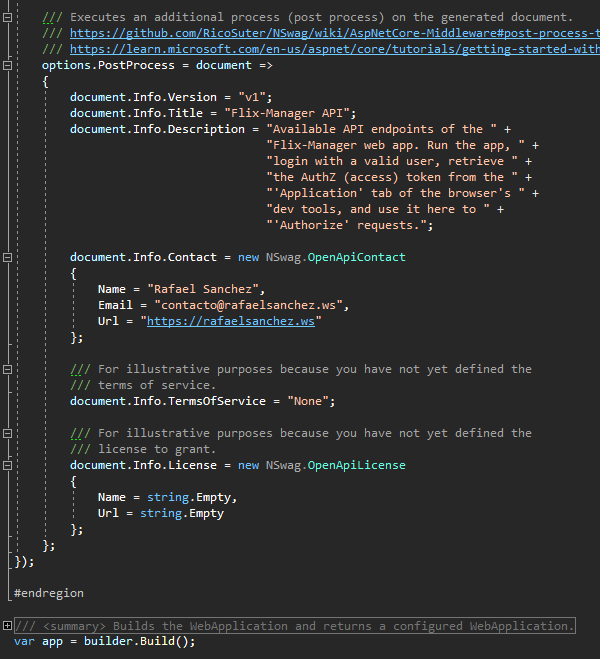 /// Executes an additional process (post process) on the generated document.
/// https://github.com/RicoSuter/NSwag/wiki/AspNetCore-Middleware#post-process-t
/// https://learn.microsoft.com/en-us/aspnet/core/tutorials/getting-started-with
options.PostProcess = document =>
{
document.Info.Version = "v1";
document.Info.Title = "Flix-Manager API";
document.Info.Description = "Available API endpoints of the " +
"Flix-Manager web app. Run the app, " +
"login with a valid user, retrieve " +
"the AuthZ (access) token from the " +
"'Application' tab of the browser's " +
"dev tools, and use it here to " +
"'Authorize' requests.";
document.Info.Contact = new NSwag.OpenApiContact
{
Name = "Rafael Sanchez",
Email = "contacto@rafaelsanchez.ws",
Url = "https://rafaelsanchez.ws"
};
/// For illustrative purposes because you have not yet defined the
/// terms of service.
document.Info.TermsOfService = "None";
/// For illustrative purposes because you have not yet defined the
/// license to grant.
document.Info.License = new NSwag.OpenApiLicense
{
Name = string.Empty,
Url = string.Empty
};
};
});
#endregion
/// <summary> Builds the WebApplication and returns a configured WebApplication.
var app = builder.Build();